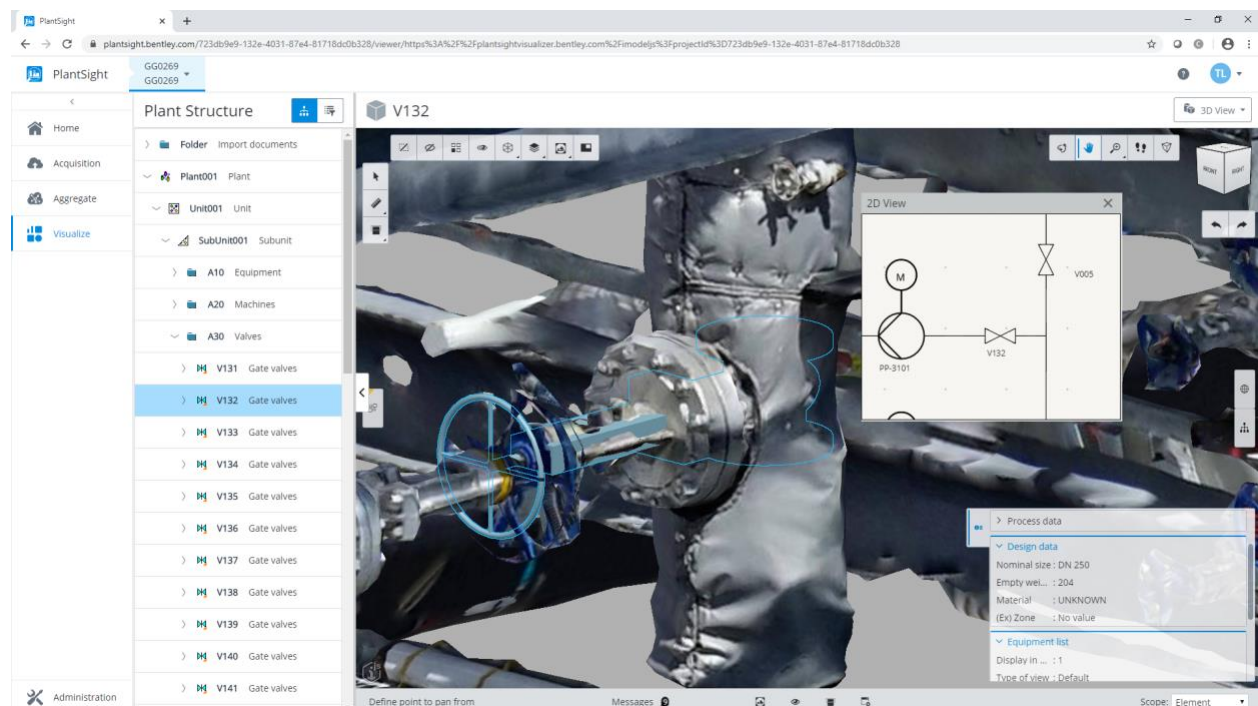 PlantSight
plantsight.bentley.com/723db9e9-132e-4031-87e4-81718dc0b328/viewer/https%3A%2F%2Fplantsightvisualizer.bentley.com%2Fimodeljs%3FprojectId%3D723db9e9-132e-4031-87e4-81718dc0b328
PlantSight
GG0269
GG0269
TL
Home
Acquisition
Aggregate
Visualize
Administration
Plant Structure
Folder Import documents
Plant001 Plant
Unit001 Unit
SubUnit001 Subunit
A10 Equipment
A20 Machines
A30 Valves
V131 Gate valves
V132 Gate valves
V133 Gate valves
V134 Gate valves
V135 Gate valves
V136 Gate valves
V137 Gate valves
V138 Gate valves
V139 Gate valves
V140 Gate valves
V141 Gate valves
V132
3D View
FRONT RIGHT
2D View
M
V005
V132
PP-3101
Process data
Design data
Nominal size : DN 250
Empty wei... : 204
Material : UNKNOWN
(Ex) Zone : No value
Equipment list
Display in ... : 1
Type of view : Default
Define point to pan from
Messages
Scope: Element